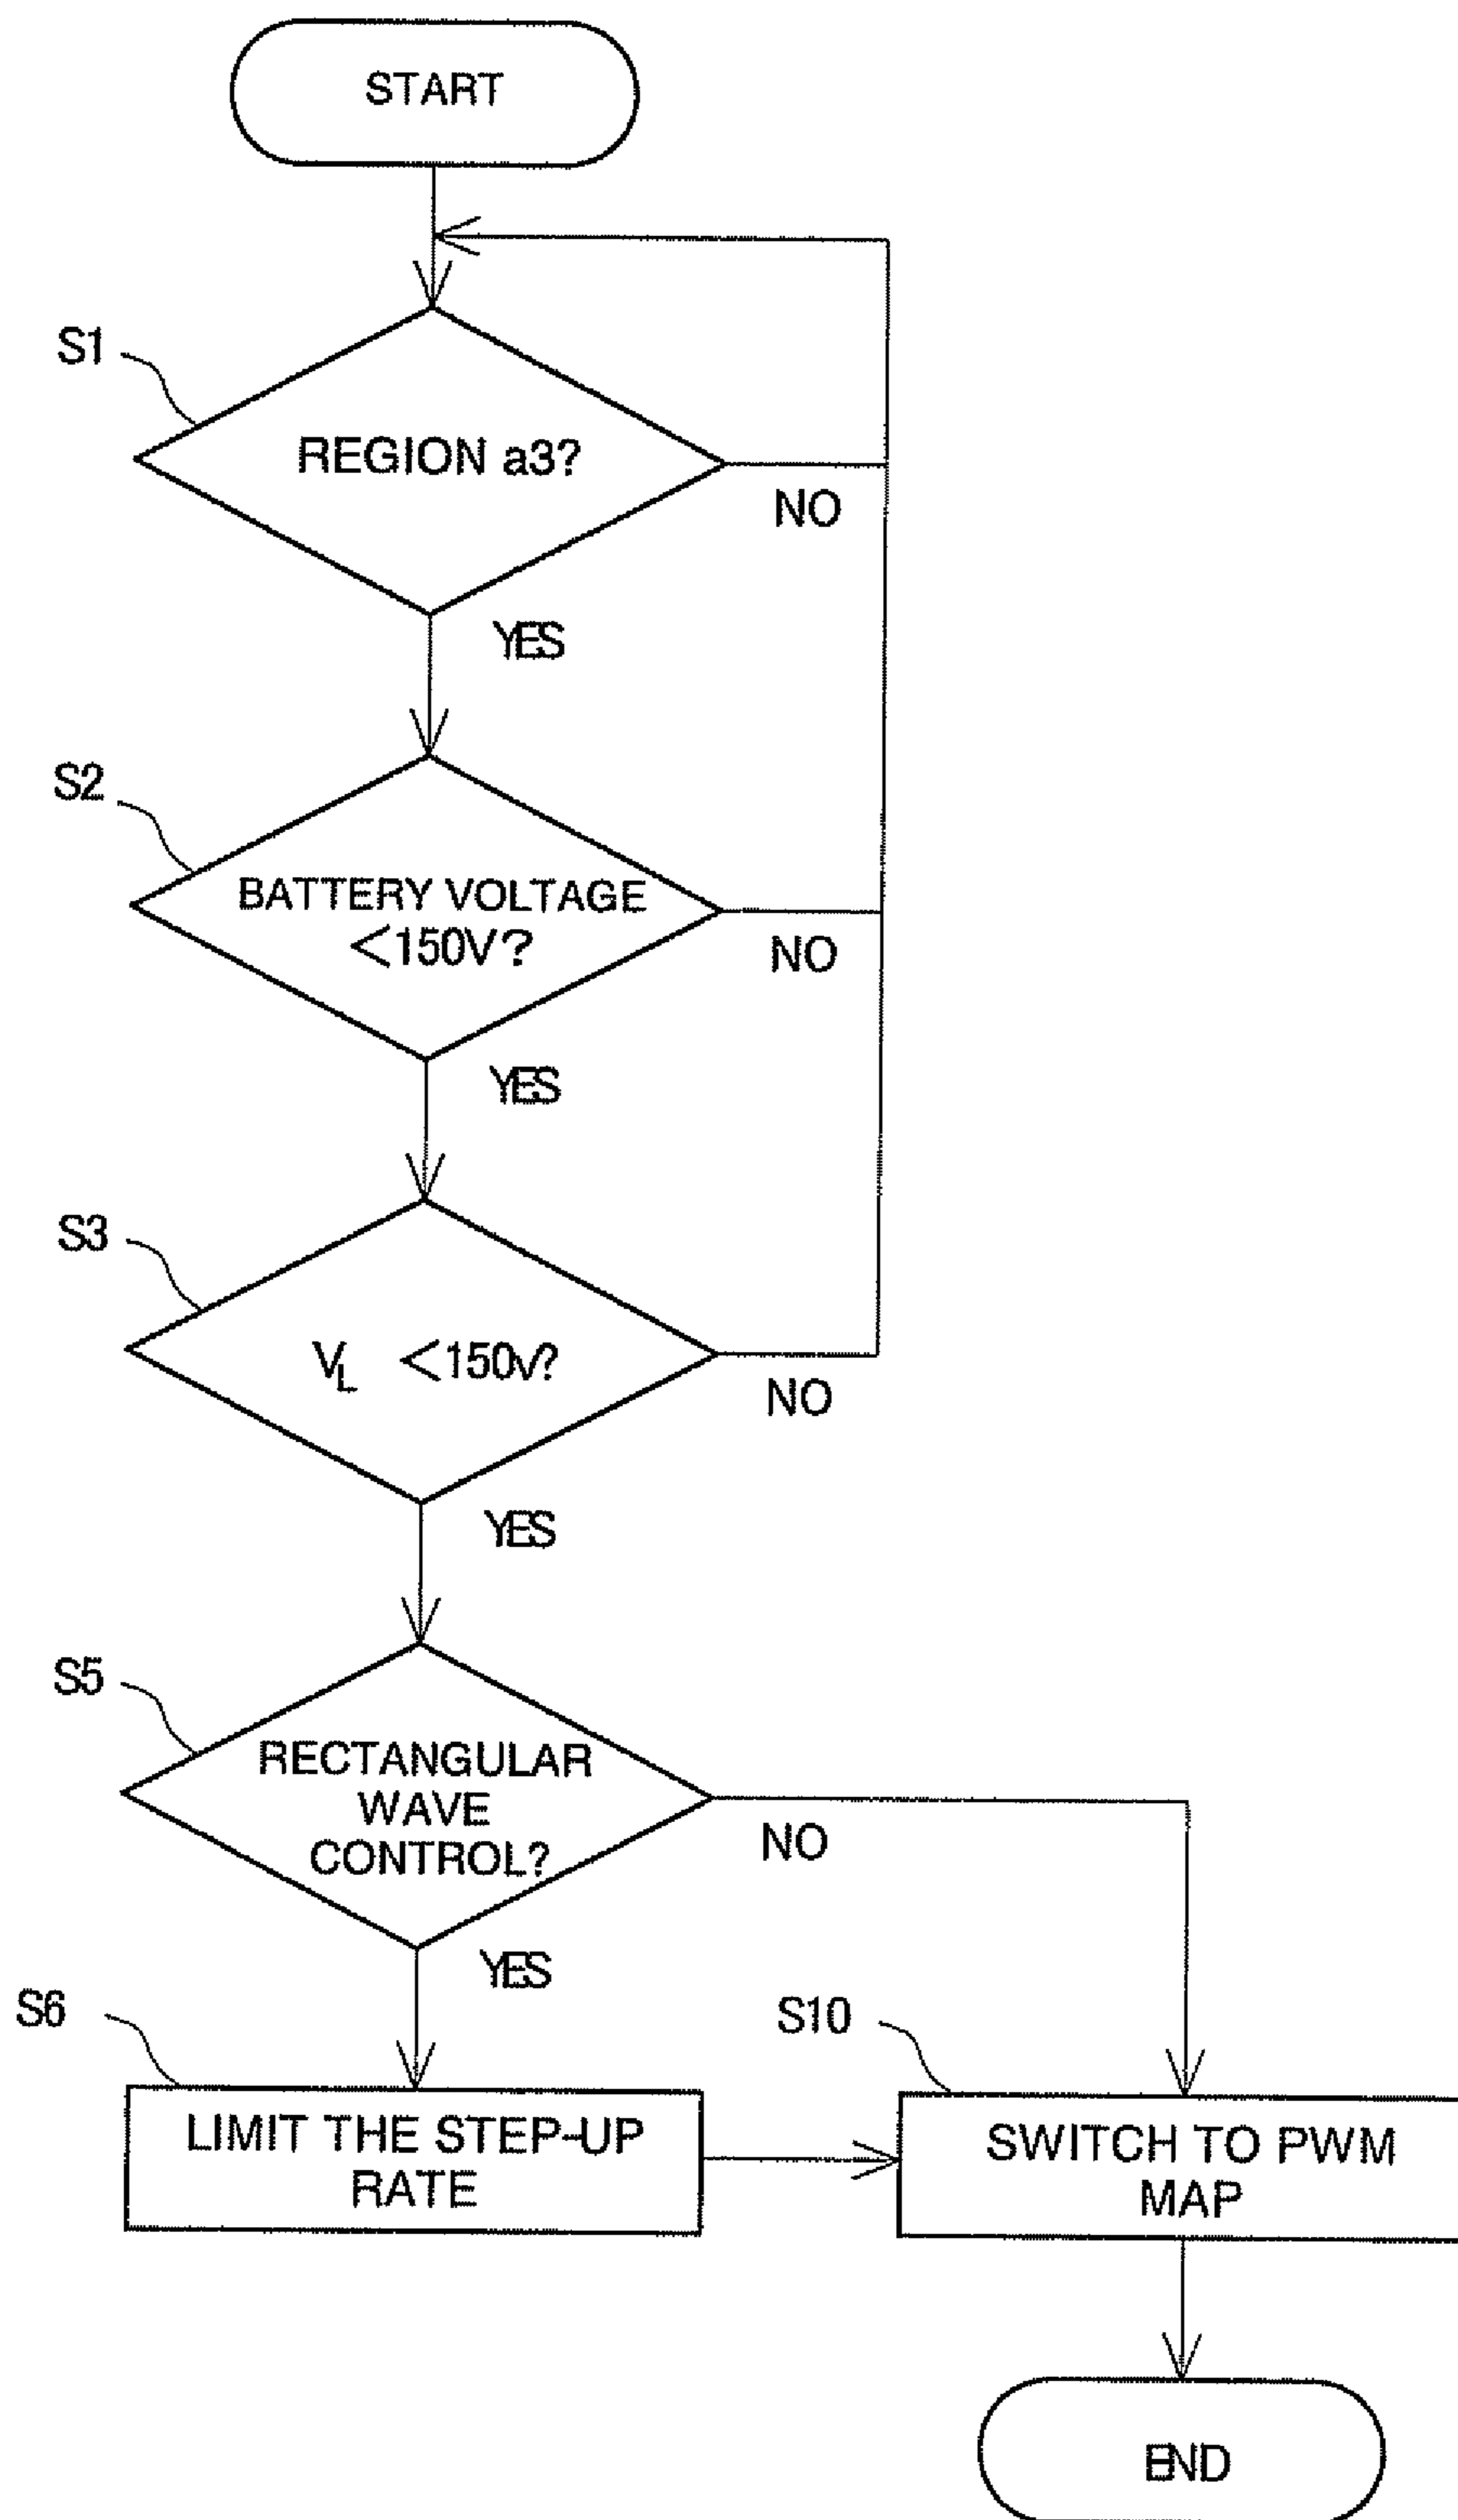 START
S1
REGION a3?
NO
YES
S2
BATTERY VOLTAGE
<150V?
NO
YES
S3
VL <150v?
NO
YES
S5
RECTANGULAR
WAVE
CONTROL?
NO
YES
S6
LIMIT THE STEP-UP
RATE
S10
SWITCH TO PWM
MAP
END